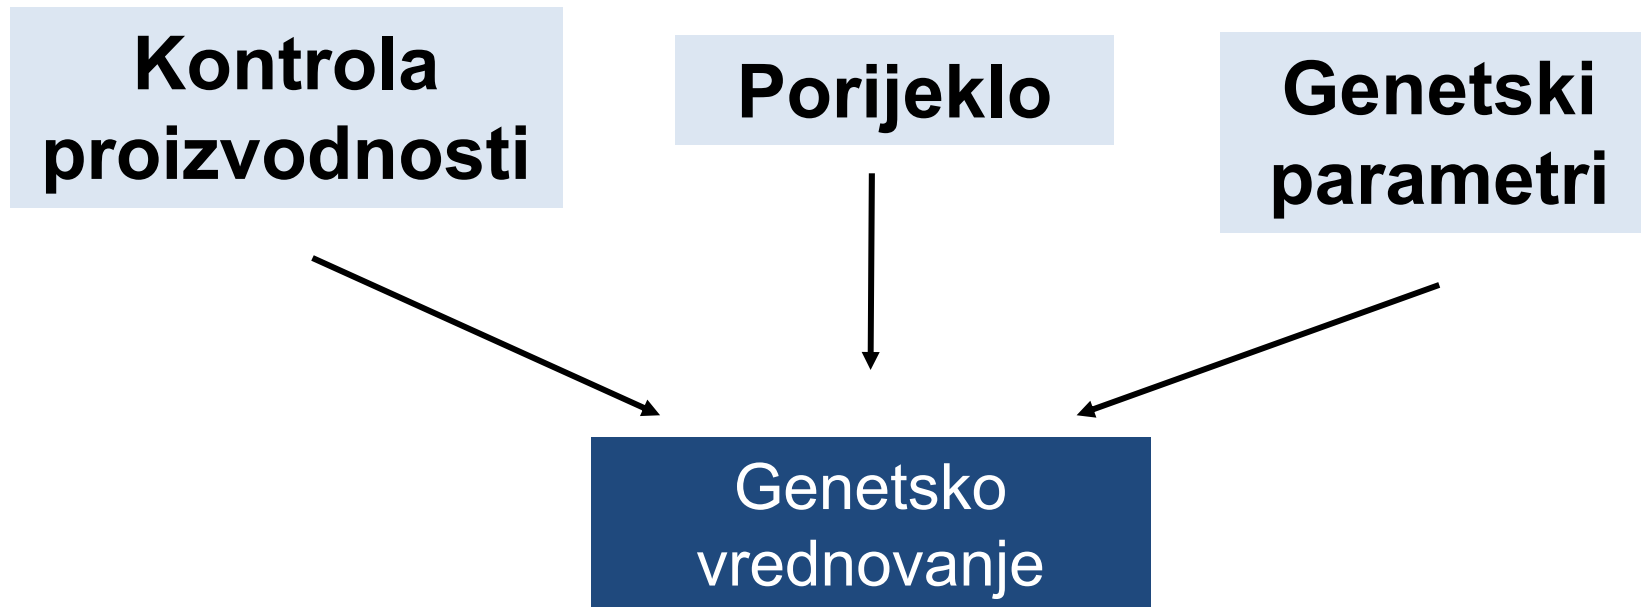 Kontrola
proizvodnosti
Porijeklo
Genetski
parametri
Genetsko
vrednovanje